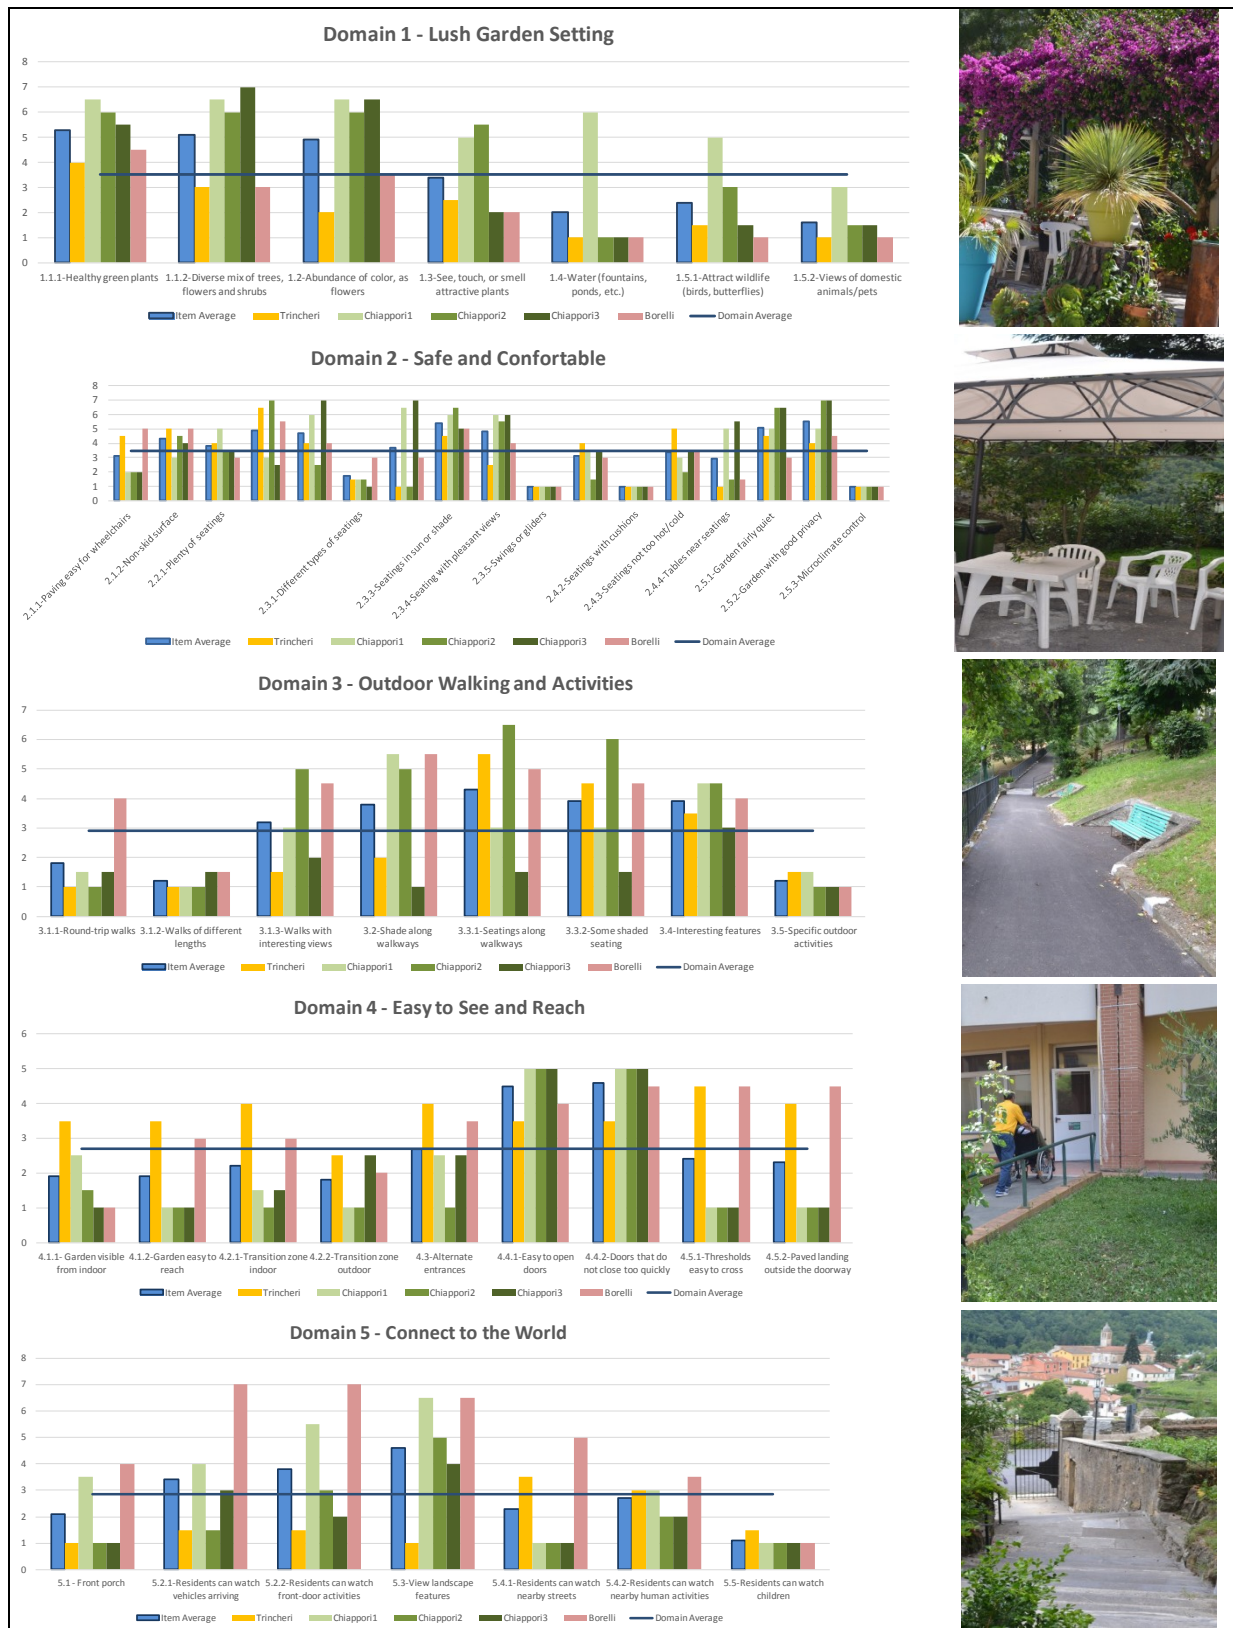 Domain 1 - Lush Garden Setting
8
7
6
5
4
3
2
1
0
1.1.1-Healthy green plants
1.1.2-Diverse mix of trees,
flowers and shrubs
1.2-Abundance of color, as
flowers
1.3-See, touch, or smell
attractive plants
1.4-Water (fountains,
ponds, etc.)
1.5.1-Attract wildlife
(birds, butterflies)
1.5.2-Views of domestic
animals/pets
Item Average Trincheri Chiappori1 Chiappori2 Chiappori3 Borelli Domain Average
Domain 2 - Safe and Confortable
8
7
6
5
4
3
2
1
0
2.1.1-Paving easy for wheelchairs
2.1.2-Non-skid surface
2.2.1-Plenty of seatings
2.3.1-Different types of seatings
2.3.3-Seatings in sun or shade
2.3.4-Seating with pleasant views
2.3.5-Swings or gliders
2.4.2-Seatings with cushions
2.4.3-Seatings not too hot/cold
2.4.4-Tables near seatings
2.5.1-Garden fairly quiet
2.5.2-Garden with good privacy
2.5.3-Microclimate control
Item Average Trincheri Chiappori1 Chiappori2 Chiappori3 Borelli Domain Average
Domain 3 - Outdoor Walking and Activities
7
6
5
4
3
2
1
0
3.1.1-Round-trip walks
3.1.2-Walks of different
lengths
3.1.3-Walks with
interesting views
3.2-Shade along
walkways
3.3.1-Seatings along
walkways
3.3.2-Some shaded
seating
3.4-Interesting features
3.5-Specific outdoor
activities
Item Average Trincheri Chiappori1 Chiappori2 Chiappori3 Borelli Domain Average
Domain 4 - Easy to See and Reach
6
5
4
3
2
1
0
4.1.1- Garden visible
from indoor
4.1.2-Garden easy to
reach
4.2.1-Transition zone
indoor
4.2.2-Transition zone
outdoor
4.3-Alternate
entrances
4.4.1-Easy to open
doors
4.4.2-Doors that do
not close too quickly
4.5.1-Thresholds
easy to cross
4.5.2-Paved landing
outside the doorway
Item Average Trincheri Chiappori1 Chiappori2 Chiappori3 Borelli Domain Average
Domain 5 - Connect to the World
8
7
6
5
4
3
2
1
0
5.1 - Front porch
5.2.1-Residents can watch
vehicles arriving
5.2.2-Residents can watch
front-door activities
5.3-View landscape
features
5.4.1-Residents can watch
nearby streets
5.4.2-Residents can watch
nearby human activities
5.5-Residents can watch
children
Item Average Trincheri Chiappori1 Chiappori2 Chiappori3 Borelli Domain Average